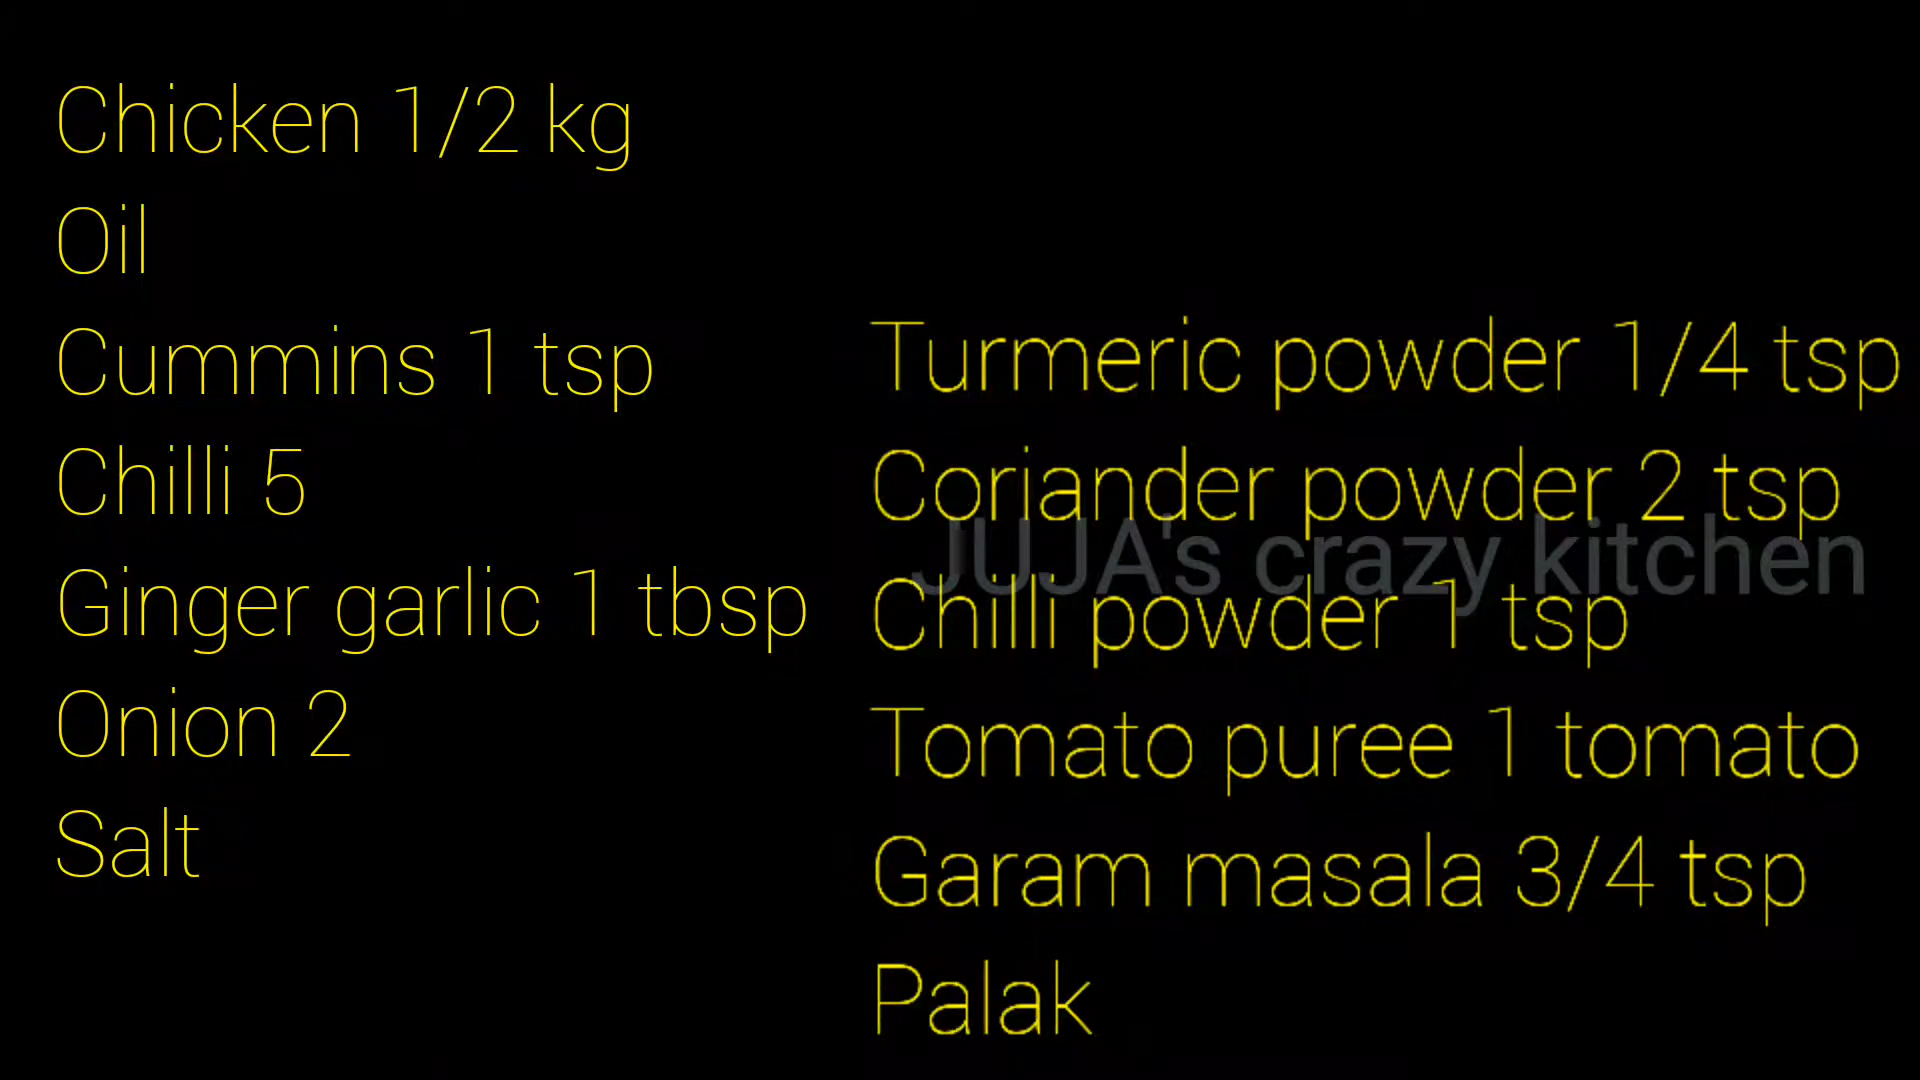 Chicken 1/2 kg
Oil
Cummins 1 tsp
Chilli 5
Ginger garlic 1 tbsp
Onion 2
Salt
Turmeric powder 1/4 tsp
Coriander powder 2 tsp
JUJA's crazy kitchen
Chilli powder 1 tsp
Tomato puree 1 tomato
Garam masala 3/4 tsp
Palak